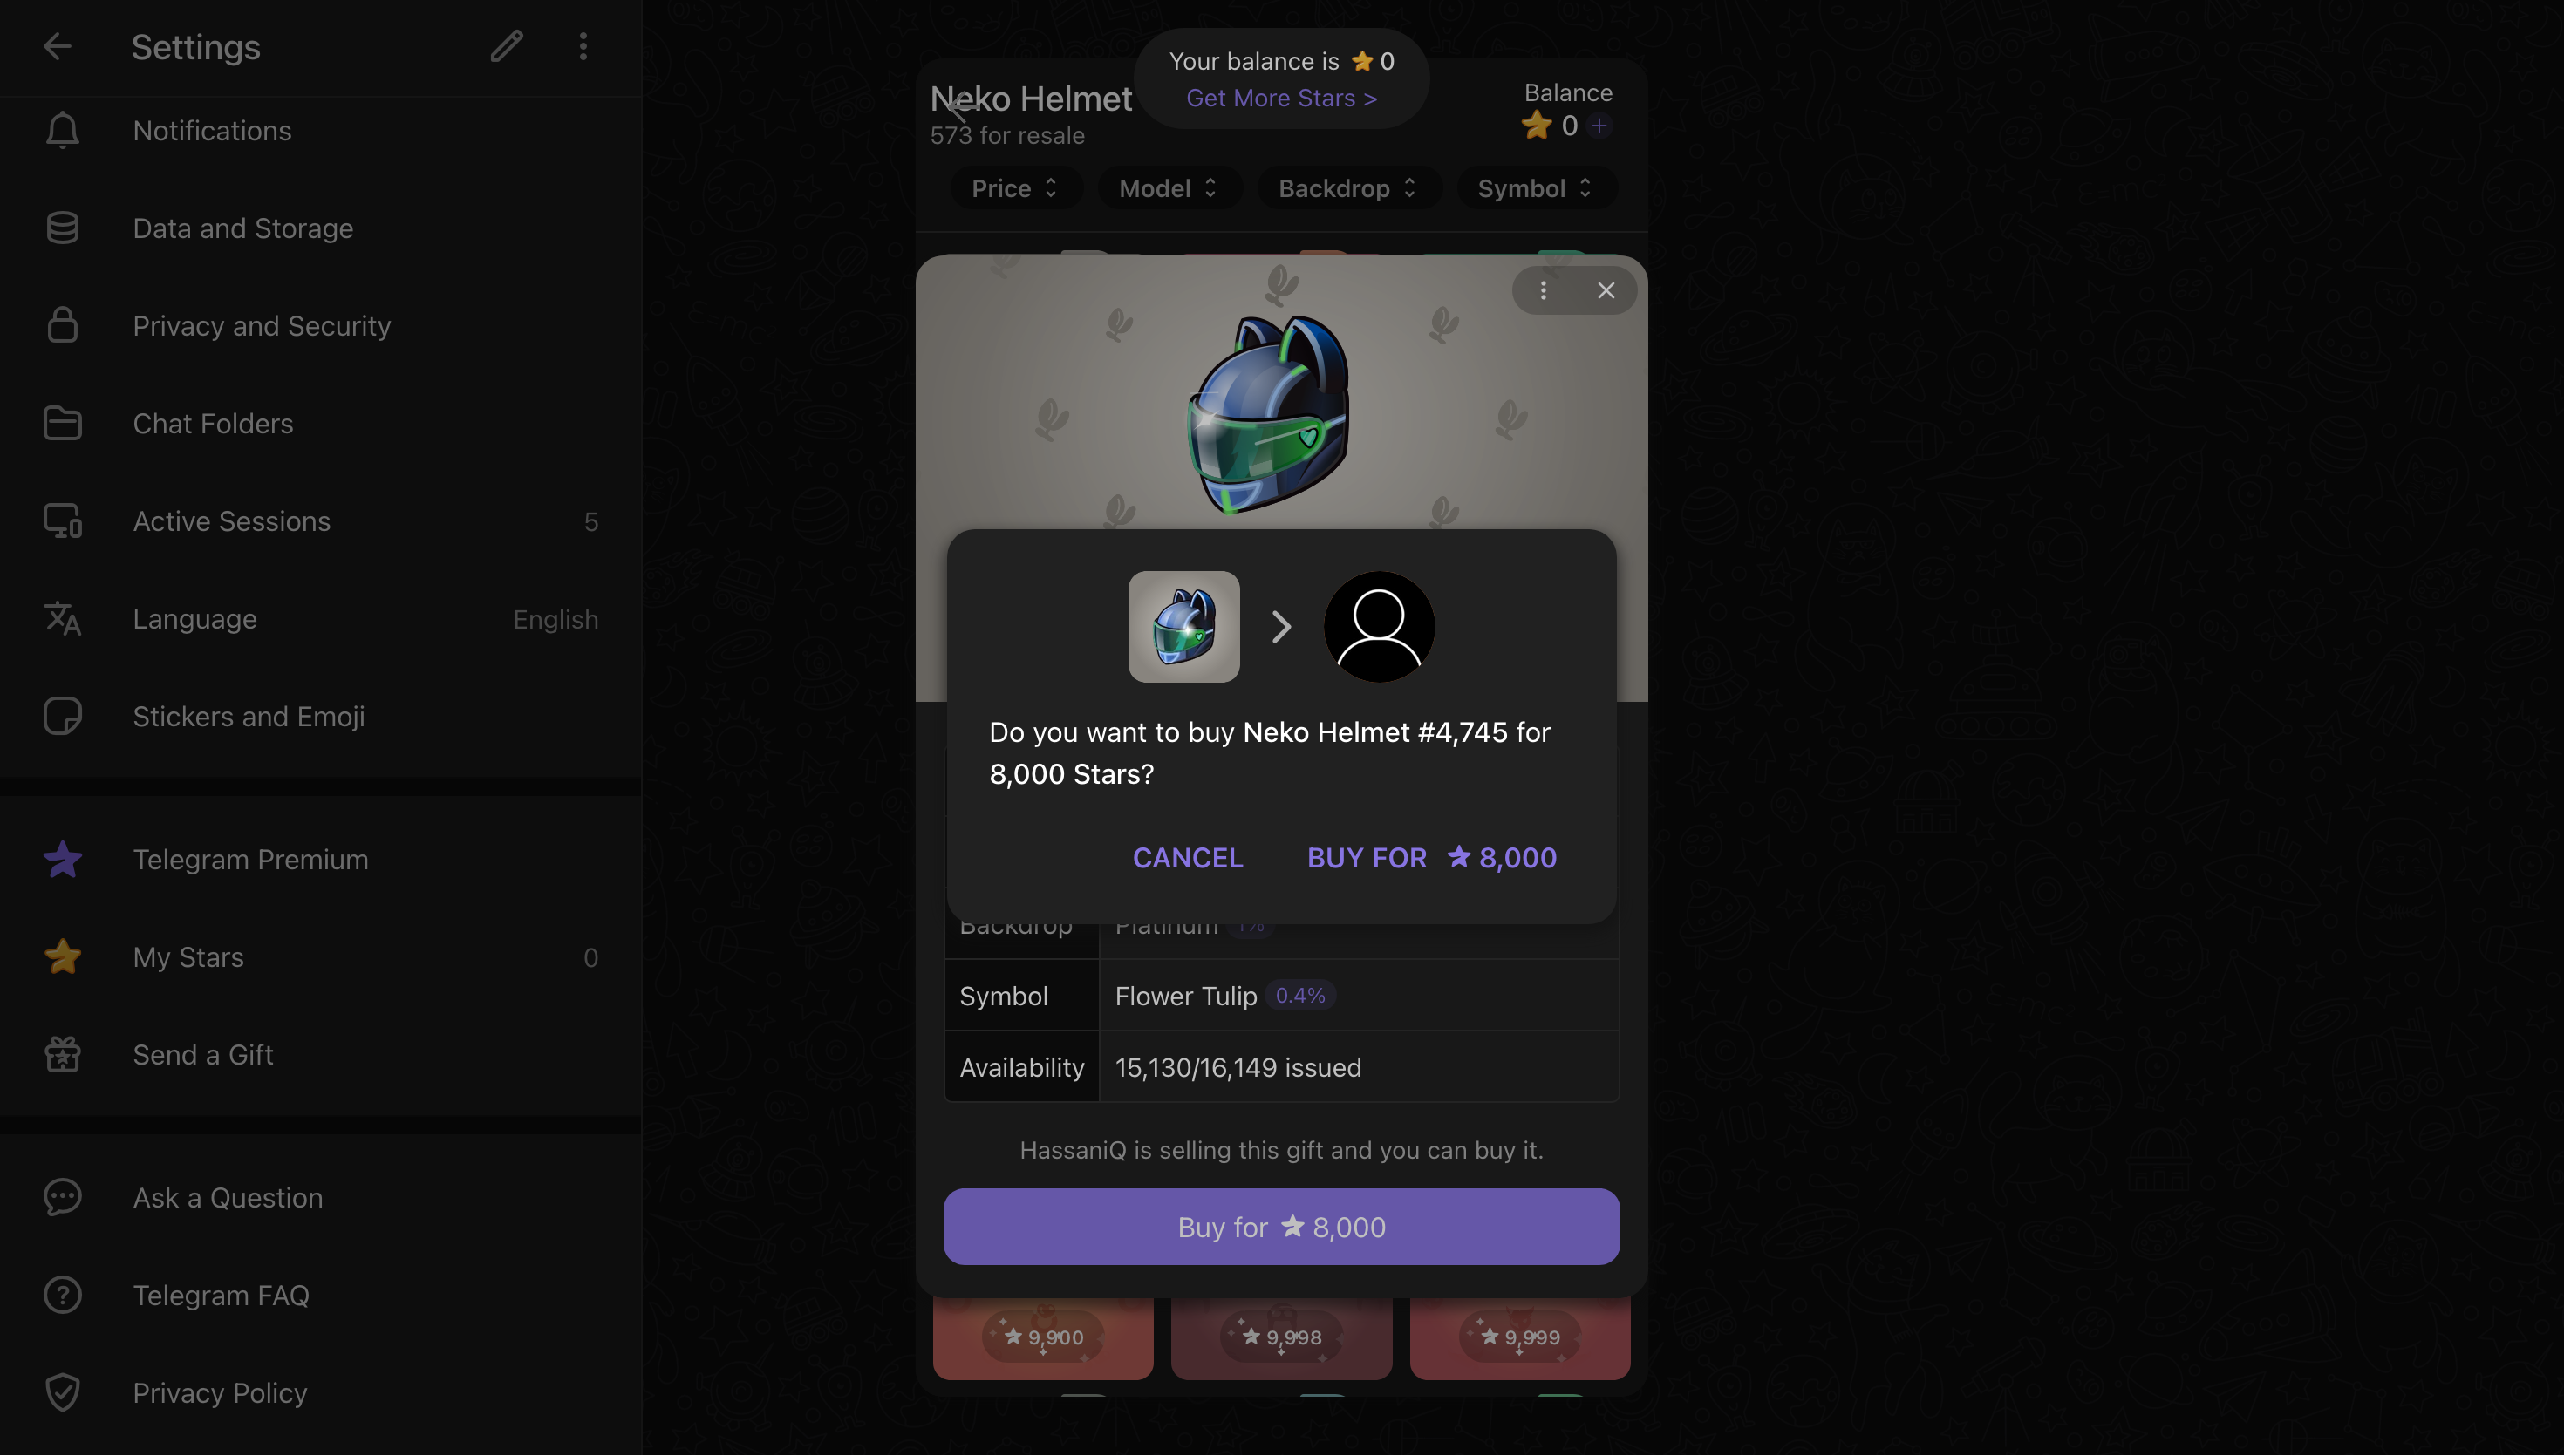 Settings
Notifications
Data and Storage
Privacy and Security
Chat Folders
Active Sessions 5
Language English
Stickers and Emoji
Telegram Premium
My Stars 0
Send a Gift
Ask a Question
Telegram FAQ
Privacy Policy
Your balance is 0
Get More Stars >
Neko Helmet
573 for resale
Balance
0 +
Price Model Backdrop Symbol
Do you want to buy Neko Helmet #4,745 for
8,000 Stars?
CANCEL BUY FOR 8,000
Backdrop Platinum 1%
Symbol Flower Tulip 0.4%
Availability 15,130/16,149 issued
HassaniQ is selling this gift and you can buy it.
Buy for 8,000
9,900 9,998 9,999